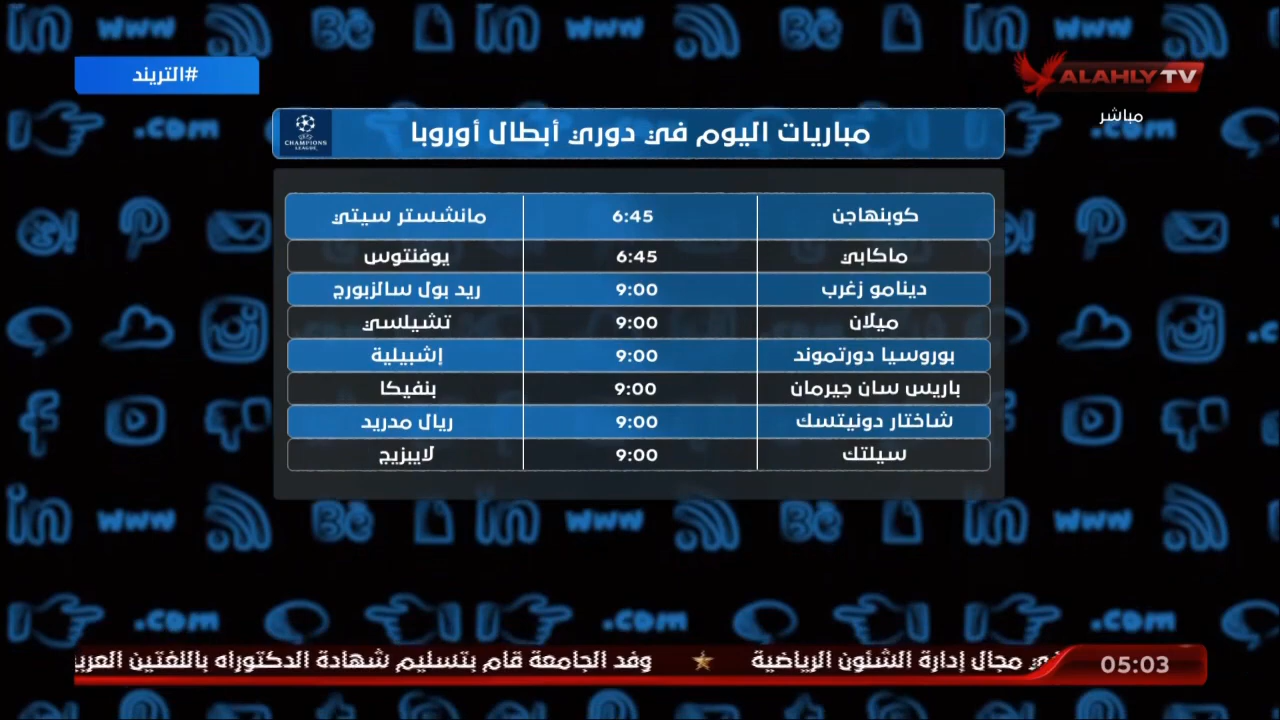 #التريند
ALAHLY TV
مباشر
مباريات اليوم في دوري أبطال أوروبا
UEFA
CHAMPIONS
LEAGUE
كوبنهاجن 6:45 مانشستر سيتي
ماكابي 6:45 يوفنتوس
دينامو زغرب 9:00 ريد بول سالزبورج
ميلان 9:00 تشيلسي
بوروسيا دورتموند 9:00 إشبيلية
باريس سان جيرمان 9:00 بنفيكا
شاختار دونيتسك 9:00 ريال مدريد
سيلتك 9:00 لايبزيج
05:03
في مجال إدارة الشئون الرياضية ★ وفد الجامعة قام بتسليم شهادة الدكتوراه باللغتين